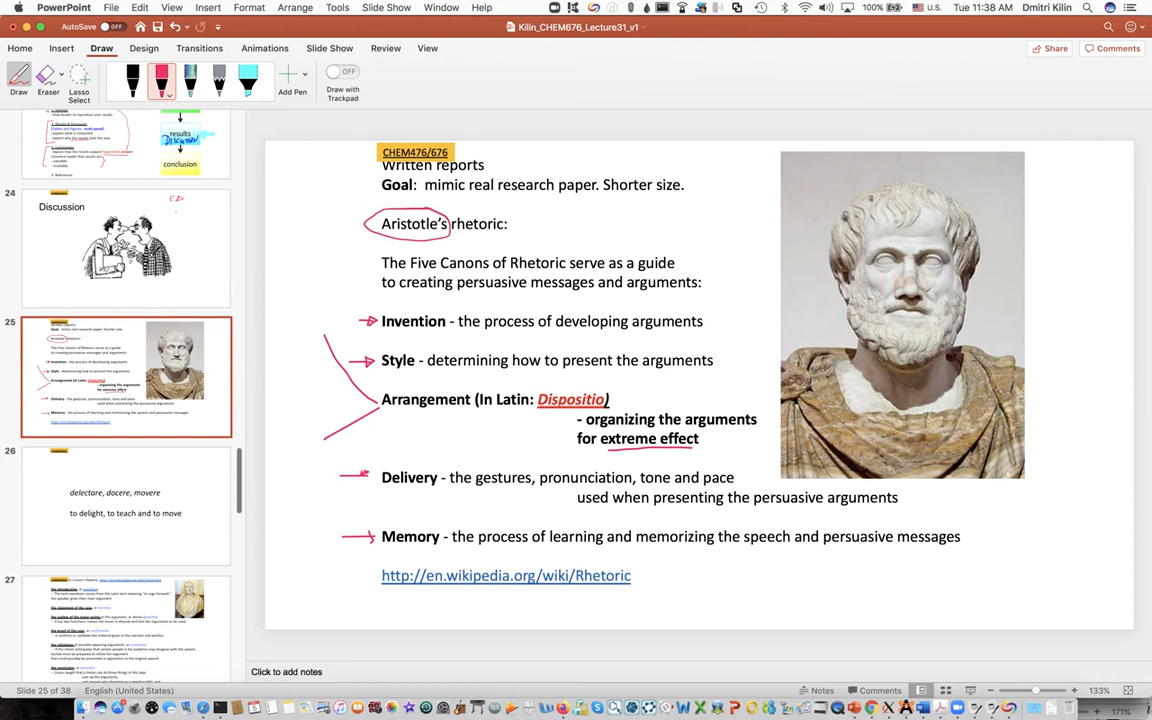 PowerPoint File Edit View Insert Format Arrange Tools Slide Show Window Help 100% U.S. Tue 11:38 AM Dmitri Kilin
AutoSave OFF Kilin_CHEM676_Lecture31_v1
Home Insert Draw Design Transitions Animations Slide Show Review View Share Comments
Draw Eraser Lasso Select Add Pen OFF Draw with Trackpad
results
conclusion
24
Discussion
25
26
delectare, docere, movere
to delight, to teach and to move
27
CHEM476/676
Written reports
Goal: mimic real research paper. Shorter size.
Aristotle's rhetoric:
The Five Canons of Rhetoric serve as a guide
to creating persuasive messages and arguments:
Invention - the process of developing arguments
Style - determining how to present the arguments
Arrangement (In Latin: Dispositio)
- organizing the arguments
for extreme effect
Delivery - the gestures, pronunciation, tone and pace
used when presenting the persuasive arguments
Memory - the process of learning and memorizing the speech and persuasive messages
http://en.wikipedia.org/wiki/Rhetoric
Click to add notes
Slide 25 of 38 English (United States) Notes Comments 133%
171%